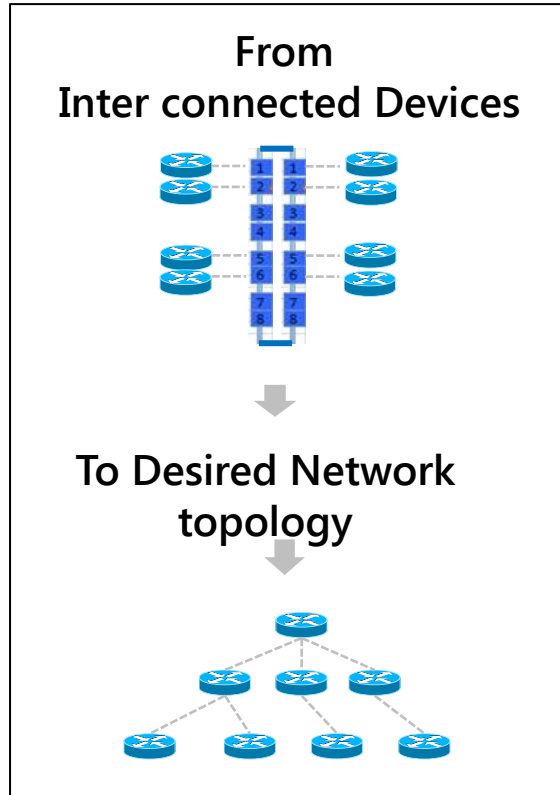 From
Inter connected Devices
1 1
2 2
3 3
4 4
5 5
6 6
7 7
8 8
To Desired Network
topology